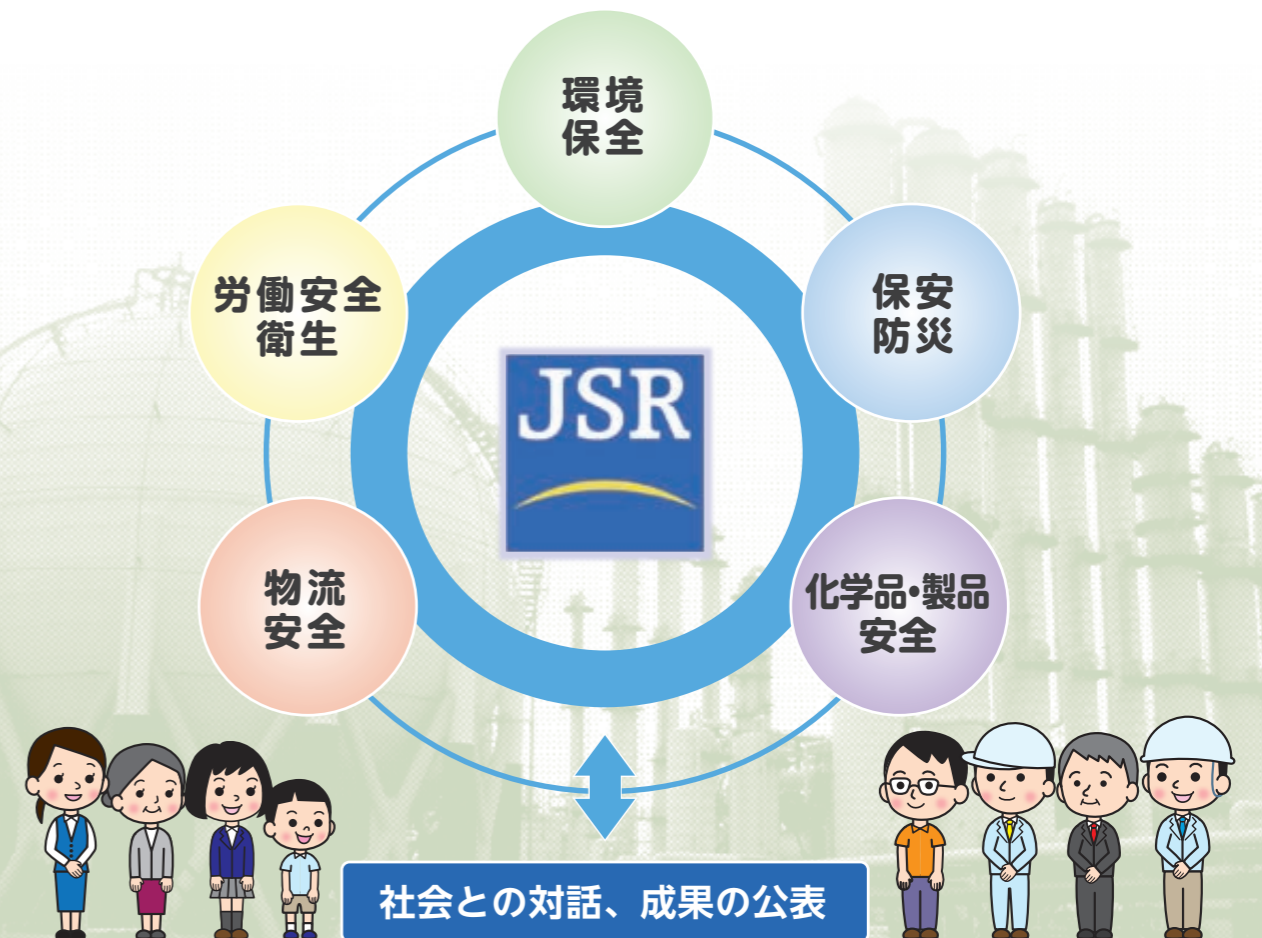 環境
保全
労働安全
衛生
保安
防災
JSR
物流
安全
化学品・製品
安全
社会との対話、成果の公表